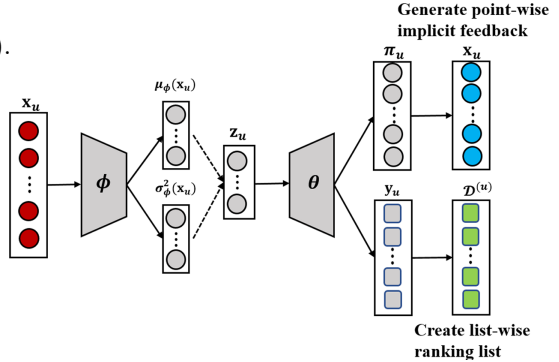 Generate point-wise
implicit feedback
).
π_u
x_u
x_u
μ_ϕ(x_u)
z_u
ϕ
θ
σ²_ϕ(x_u)
y_u
𝒟^(u)
Create list-wise
ranking list